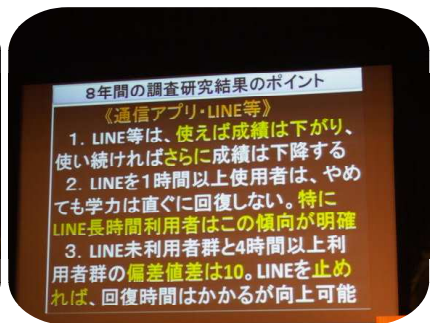 8年間の調査研究結果のポイント
《通信アプリ・LINE等》
1．LINE等は、使えば成績は下がり、
使い続ければさらに成績は下降する
2．LINEを1時間以上使用者は、やめ
ても学力は直ぐに回復しない。特に
LINE長時間利用者はこの傾向が明確
3．LINE未利用者群と4時間以上利
用者群の偏差値差は10。LINEを止め
れば、回復時間はかかるが向上可能